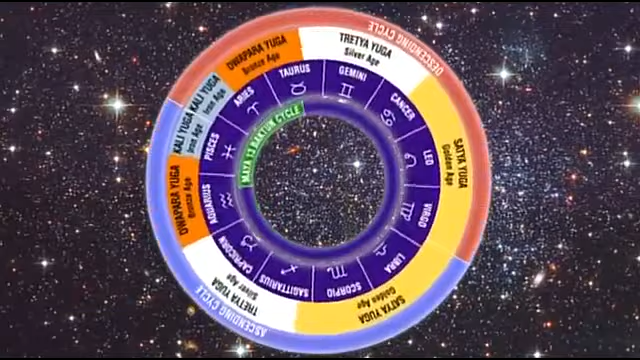 DESCENDING CYCLE
TRETYA YUGA
Silver Age
SATYA YUGA
Golden Age
SATYA YUGA
Golden Age
TRETYA YUGA
Silver Age
ASCENDING CYCLE
DWAPARA YUGA
Bronze Age
KALI YUGA
Iron Age
KALI YUGA
Iron Age
DWAPARA YUGA
Bronze Age
TAURUS
GEMINI
CANCER
LEO
VIRGO
LIBRA
SCORPIO
SAGITTARIUS
CAPRICORN
AQUARIUS
PISCES
ARIES
MAYA 13 BAKTUN CYCLE